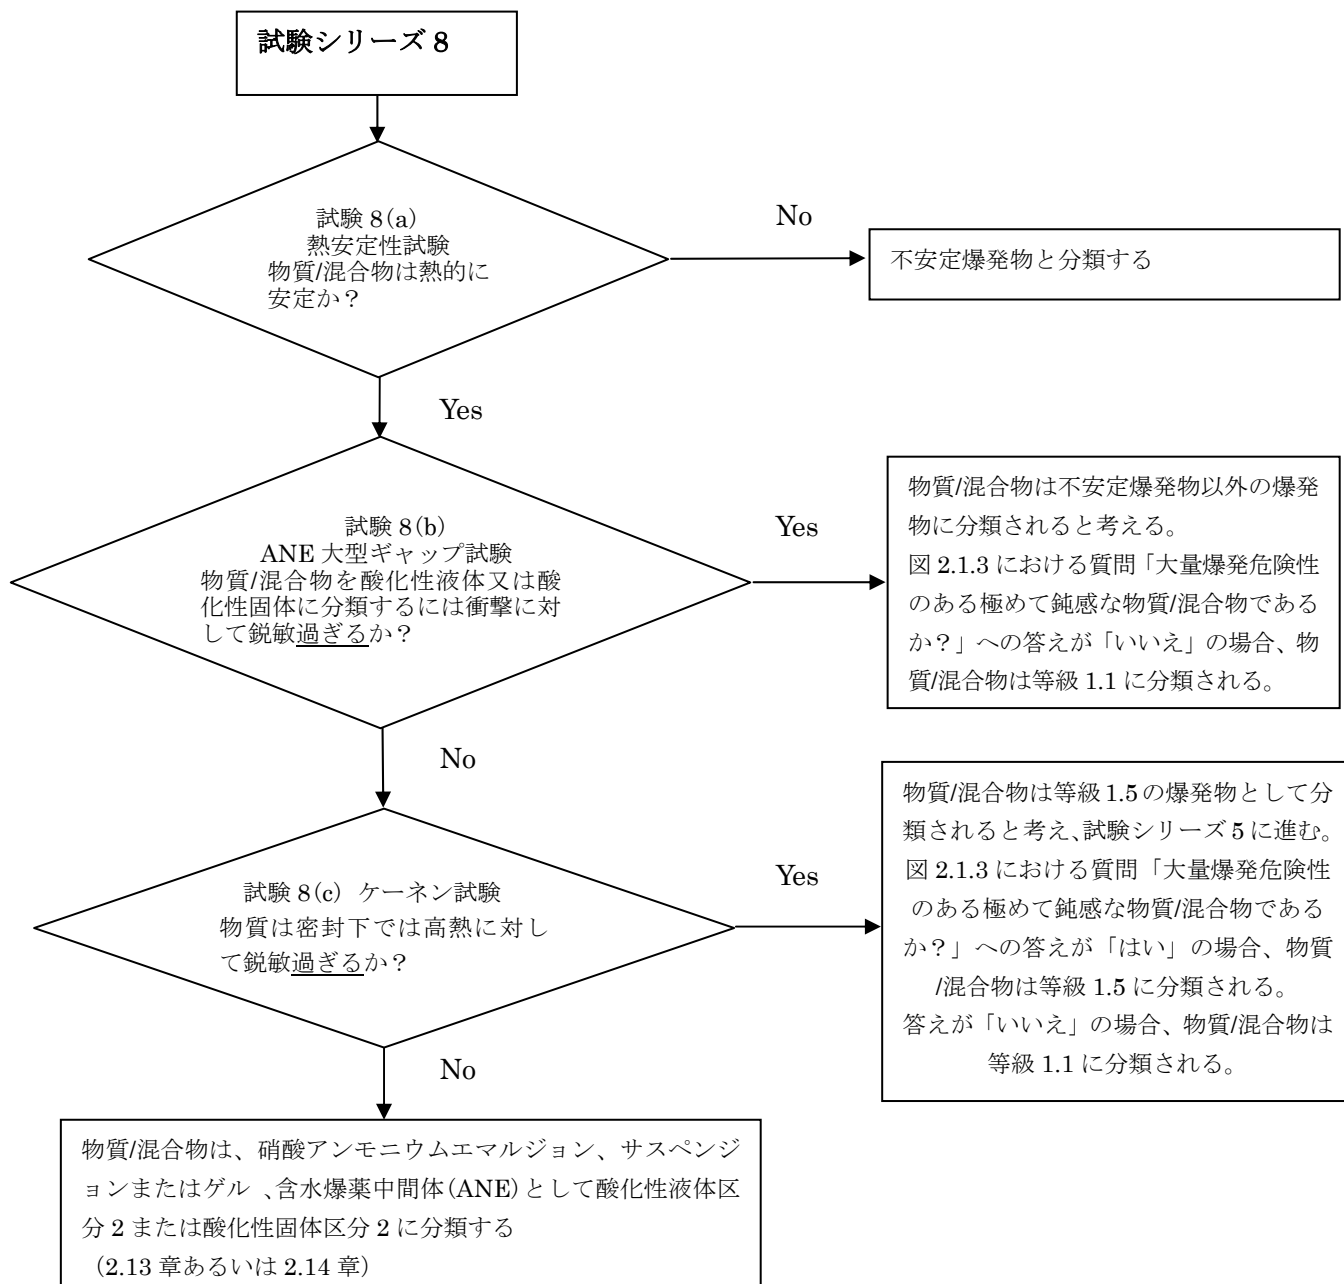 試験シリーズ 8
試験 8(a)
熱安定性試験
物質/混合物は熱的に
安定か？
No
不安定爆発物と分類する
Yes
試験 8(b)
ANE 大型ギャップ試験
物質/混合物を酸化性液体又は酸
化性固体に分類するには衝撃に対
して鋭敏過ぎるか？
Yes
物質/混合物は不安定爆発物以外の爆発
物に分類されると考える。
図 2.1.3 における質問「大量爆発危険性
のある極めて鈍感な物質/混合物である
か？」への答えが「いいえ」の場合、物
質/混合物は等級 1.1 に分類される。
No
試験 8(c) ケーネン試験
物質は密封下では高熱に対し
て鋭敏過ぎるか？
Yes
物質/混合物は等級 1.5 の爆発物として分
類されると考え、試験シリーズ 5 に進む。
図 2.1.3 における質問「大量爆発危険性
のある極めて鈍感な物質/混合物である
か？」への答えが「はい」の場合、物質
/混合物は等級 1.5 に分類される。
答えが「いいえ」の場合、物質/混合物は
等級 1.1 に分類される。
No
物質/混合物は、硝酸アンモニウムエマルジョン、サスペンジ
ョンまたはゲル 、含水爆薬中間体(ANE) として酸化性液体区
分 2 または酸化性固体区分 2 に分類する
（2.13 章あるいは 2.14 章）